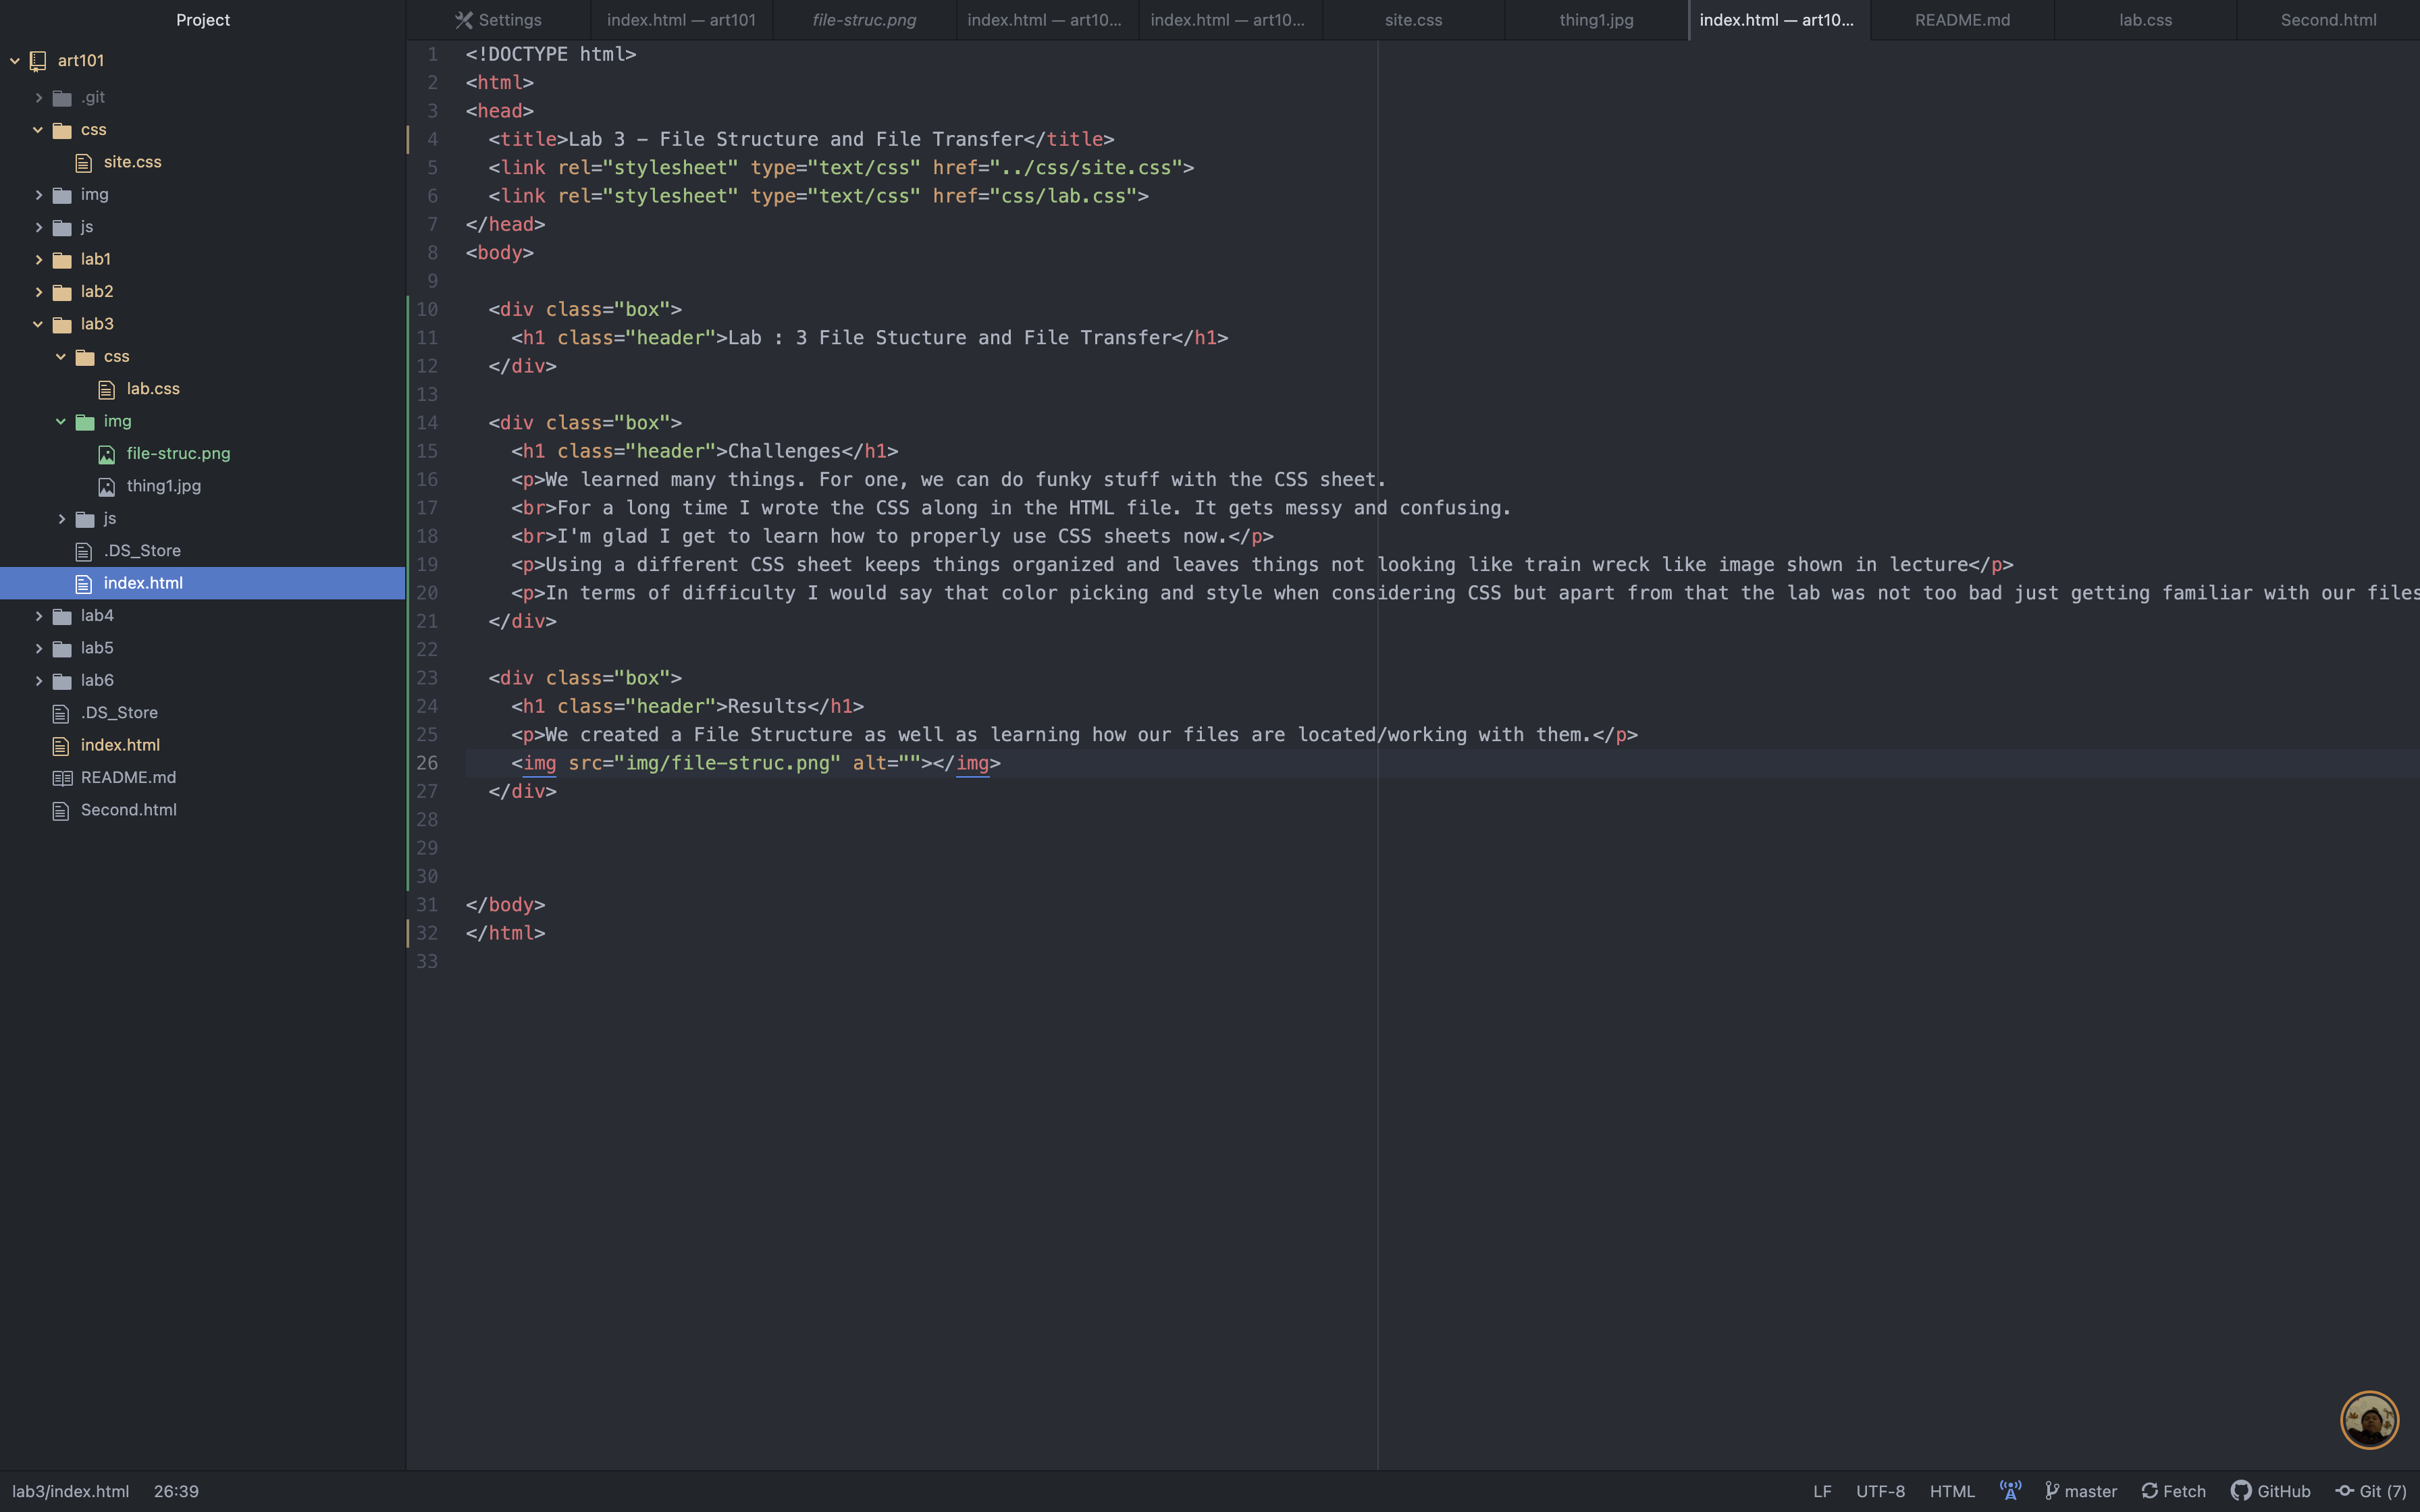 Project
Settings
index.html — art101
file-struc.png
index.html — art10...
index.html — art10...
site.css
thing1.jpg
index.html — art10...
README.md
lab.css
Second.html
art101
.git
css
site.css
img
js
lab1
lab2
lab3
css
lab.css
img
file-struc.png
thing1.jpg
js
.DS_Store
index.html
lab4
lab5
lab6
.DS_Store
index.html
README.md
Second.html
1 <!DOCTYPE html>
2 <html>
3 <head>
4 <title>Lab 3 - File Structure and File Transfer</title>
5 <link rel="stylesheet" type="text/css" href="../css/site.css">
6 <link rel="stylesheet" type="text/css" href="css/lab.css">
7 </head>
8 <body>
9
10 <div class="box">
11 <h1 class="header">Lab : 3 File Stucture and File Transfer</h1>
12 </div>
13
14 <div class="box">
15 <h1 class="header">Challenges</h1>
16 <p>We learned many things. For one, we can do funky stuff with the CSS sheet.
17 <br>For a long time I wrote the CSS along in the HTML file. It gets messy and confusing.
18 <br>I'm glad I get to learn how to properly use CSS sheets now.</p>
19 <p>Using a different CSS sheet keeps things organized and leaves things not looking like train wreck like image shown in lecture</p>
20 <p>In terms of difficulty I would say that color picking and style when considering CSS but apart from that the lab was not too bad just getting familiar with our files
21 </div>
22
23 <div class="box">
24 <h1 class="header">Results</h1>
25 <p>We created a File Structure as well as learning how our files are located/working with them.</p>
26 <img src="img/file-struc.png" alt=""></img>
27 </div>
28
29
30
31 </body>
32 </html>
33
lab3/index.html 26:39
LF UTF-8 HTML master Fetch GitHub Git (7)